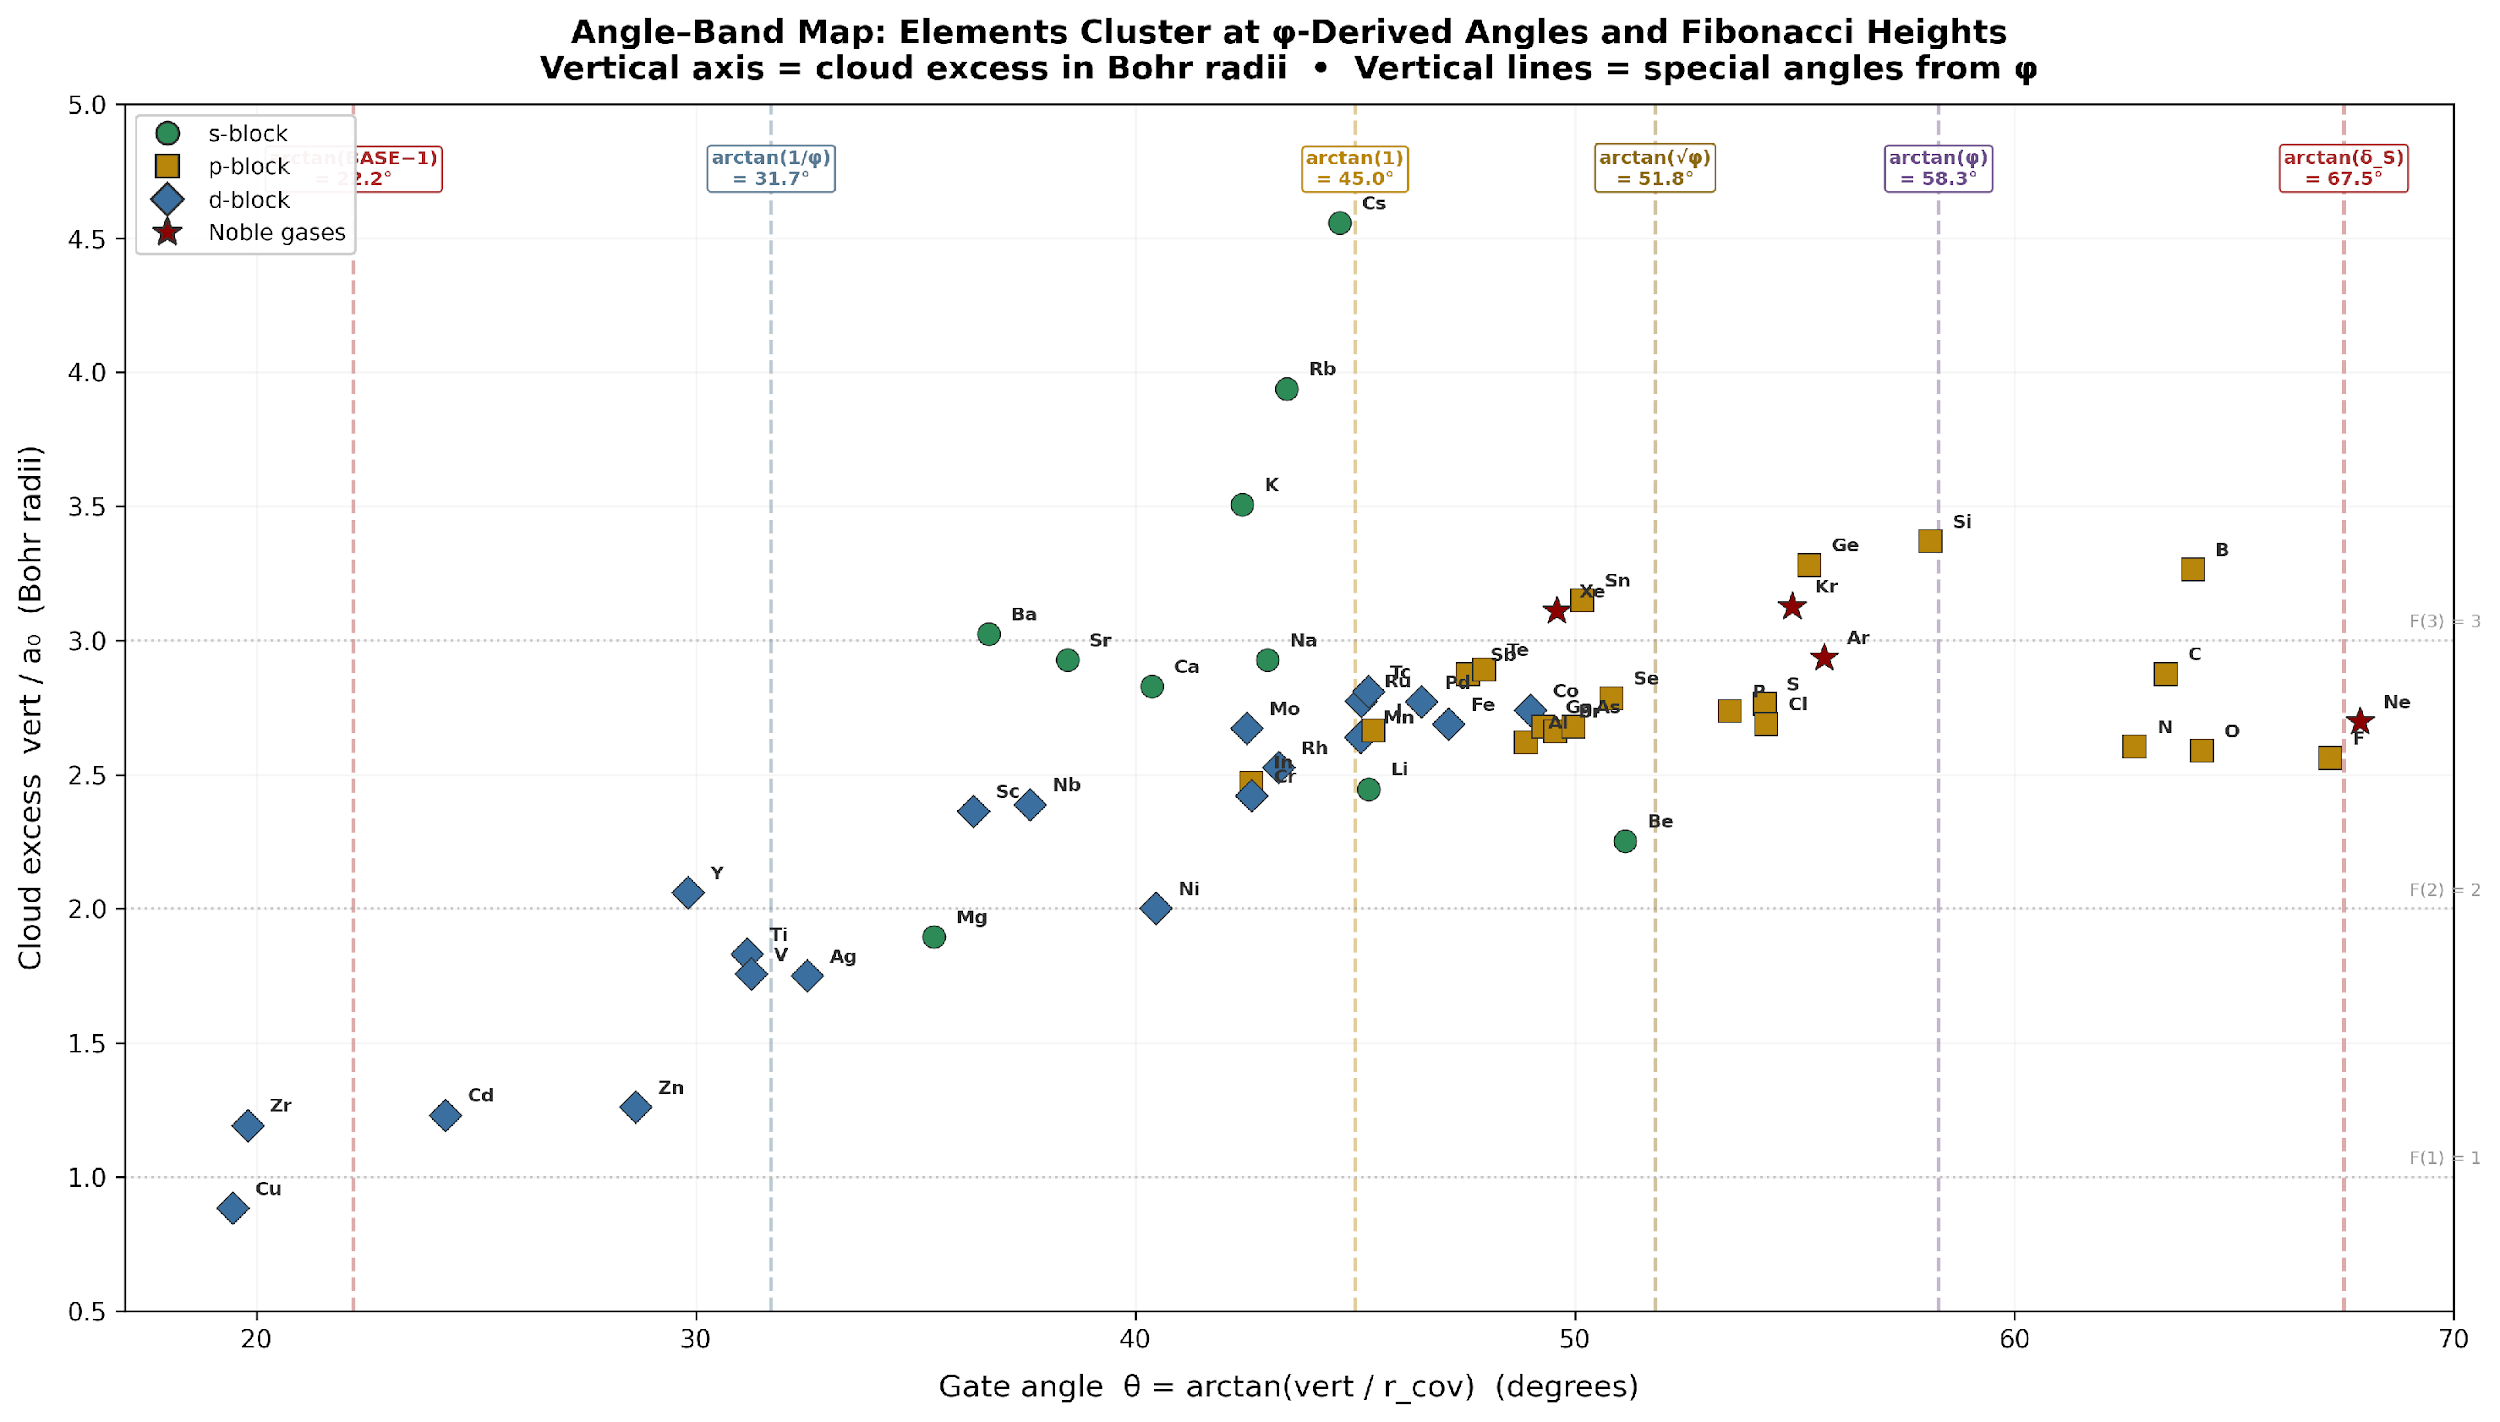 Angle–Band Map: Elements Cluster at φ-Derived Angles and Fibonacci Heights
Vertical axis = cloud excess in Bohr radii • Vertical lines = special angles from φ
s-block
p-block
d-block
Noble gases
arctan(BASE−1)
= 22.2°
arctan(1/φ)
= 31.7°
arctan(1)
= 45.0°
arctan(√φ)
= 51.8°
arctan(φ)
= 58.3°
arctan(δ_S)
= 67.5°
Cs
Rb
K
Si
Ge
B
Sn
Xe
Kr
Ba
Sr
Na
Ar
F(3) = 3
Ca
Sb
Te
C
Tc
Ru
Pd
Se
S
P
Cl
Ne
Mo
I
Mn
Fe
Co
Ga
As
Br
Al
N
O
F
Rh
In
Cr
Li
Sc
Nb
Be
Y
Ni
F(2) = 2
Mg
Ti
V
Ag
Zr
Cd
Zn
F(1) = 1
Cu
5.0
4.5
4.0
3.5
3.0
2.5
2.0
1.5
1.0
0.5
20
30
40
50
60
70
Cloud excess vert / a₀ (Bohr radii)
Gate angle θ = arctan(vert / r_cov) (degrees)